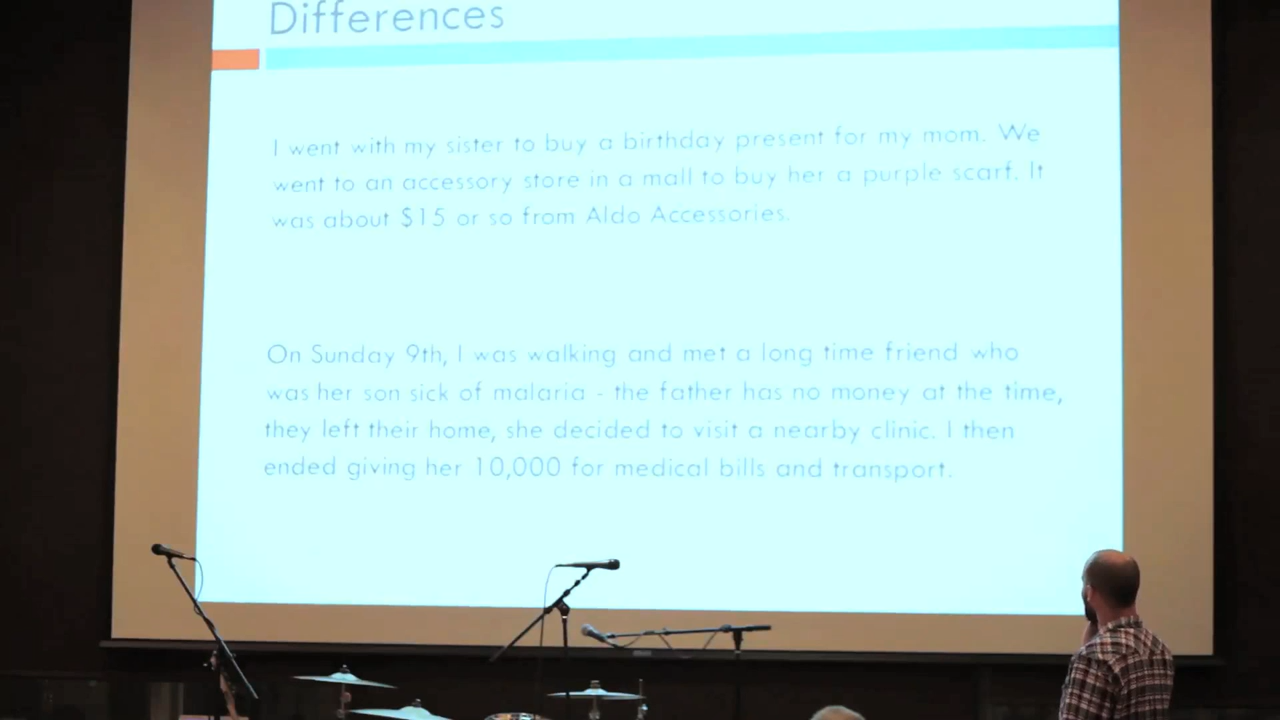 Differences
I went with my sister to buy a birthday present for my mom. We
went to an accessory store in a mall to buy her a purple scarf. It
was about $15 or so from Aldo Accessories.
On Sunday 9th, I was walking and met a long time friend who
was her son sick of malaria - the father has no money at the time,
they left their home, she decided to visit a nearby clinic. I then
ended giving her 10,000 for medical bills and transport.